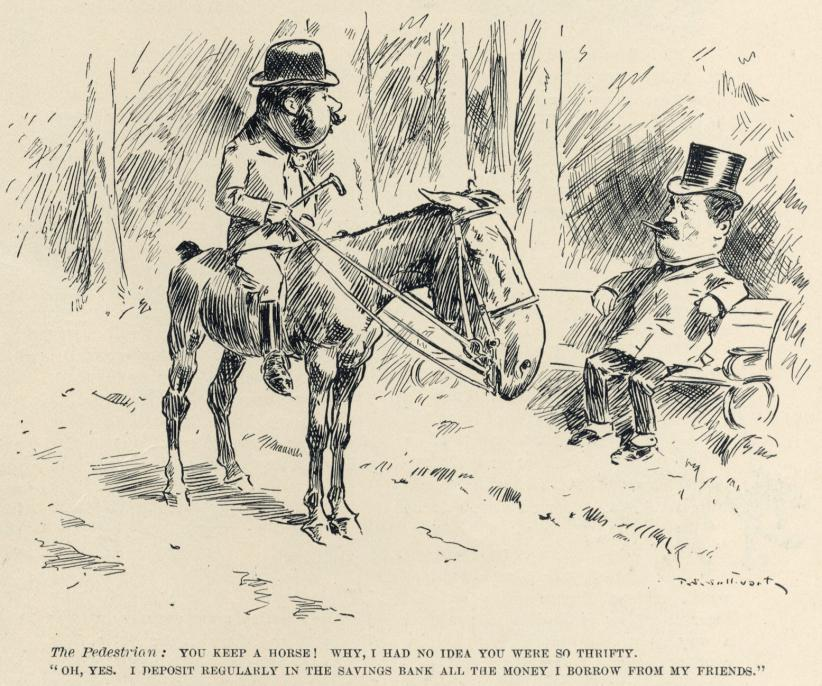 The Pedestrian: YOU KEEP A HORSE! WHY, I HAD NO IDEA YOU WERE SO THRIFTY.
"OH, YES. I DEPOSIT REGULARLY IN THE SAVINGS BANK ALL THE MONEY I BORROW FROM MY FRIENDS."